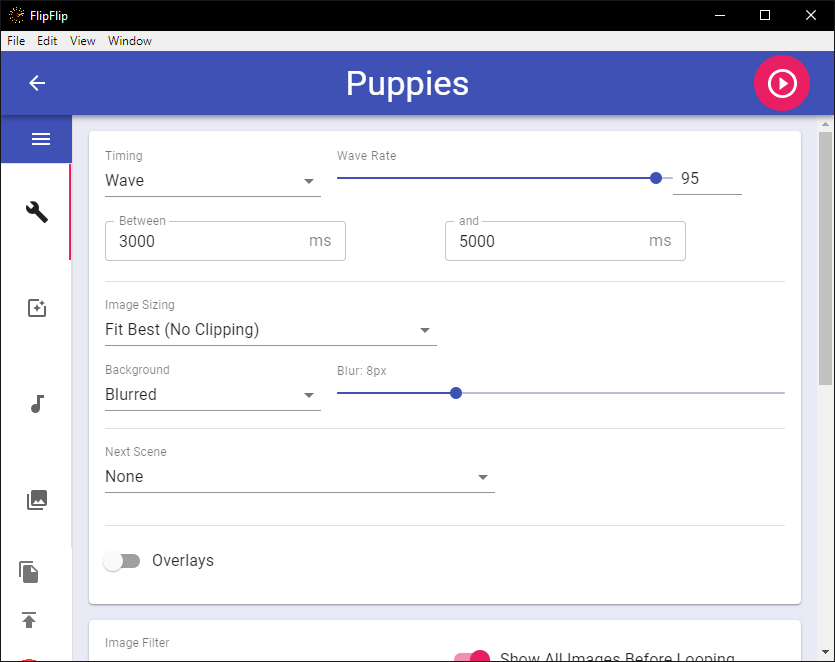 FlipFlip
File Edit View Window
Puppies
Timing
Wave Rate
Wave
95
Between
and
3000 ms
5000 ms
Image Sizing
Fit Best (No Clipping)
Background
Blur: 8px
Blurred
Next Scene
None
Overlays
Image Filter
Show All Images Before Looping